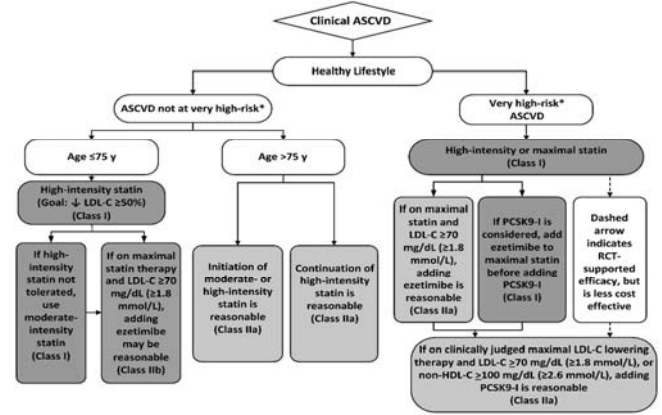 Clinical ASCVD
Healthy Lifestyle
ASCVD not at very high-risk*
Very high-risk*
ASCVD
Age ≤75 y
Age >75 y
High-intensity or maximal statin
(Class I)
High-intensity statin
(Goal: ↓ LDL-C ≥50%)
(Class I)
If high-
intensity
statin not
tolerated,
use
moderate-
intensity
statin
(Class I)
If on maximal
statin therapy
and LDL-C ≥70
mg/dL (≥1.8
mmol/L),
adding
ezetimibe
may be
reasonable
(Class IIb)
Initiation of
moderate- or
high-intensity
statin is
reasonable
(Class IIa)
Continuation of
high-intensity
statin is
reasonable
(Class IIa)
If on maximal
statin and
LDL-C ≥70
mg/dL (≥1.8
mmol/L),
adding
ezetimibe is
reasonable
(Class IIa)
If PCSK9-I is
considered, add
ezetimibe to
maximal statin
before adding
PCSK9-I
(Class I)
Dashed
arrow
indicates
RCT-
supported
efficacy, but
is less cost
effective
If on clinically judged maximal LDL-C lowering
therapy and LDL-C ≥70 mg/dL (≥1.8 mmol/L), or
non-HDL-C ≥100 mg/dL (≥2.6 mmol/L), adding
PCSK9-I is reasonable
(Class IIa)